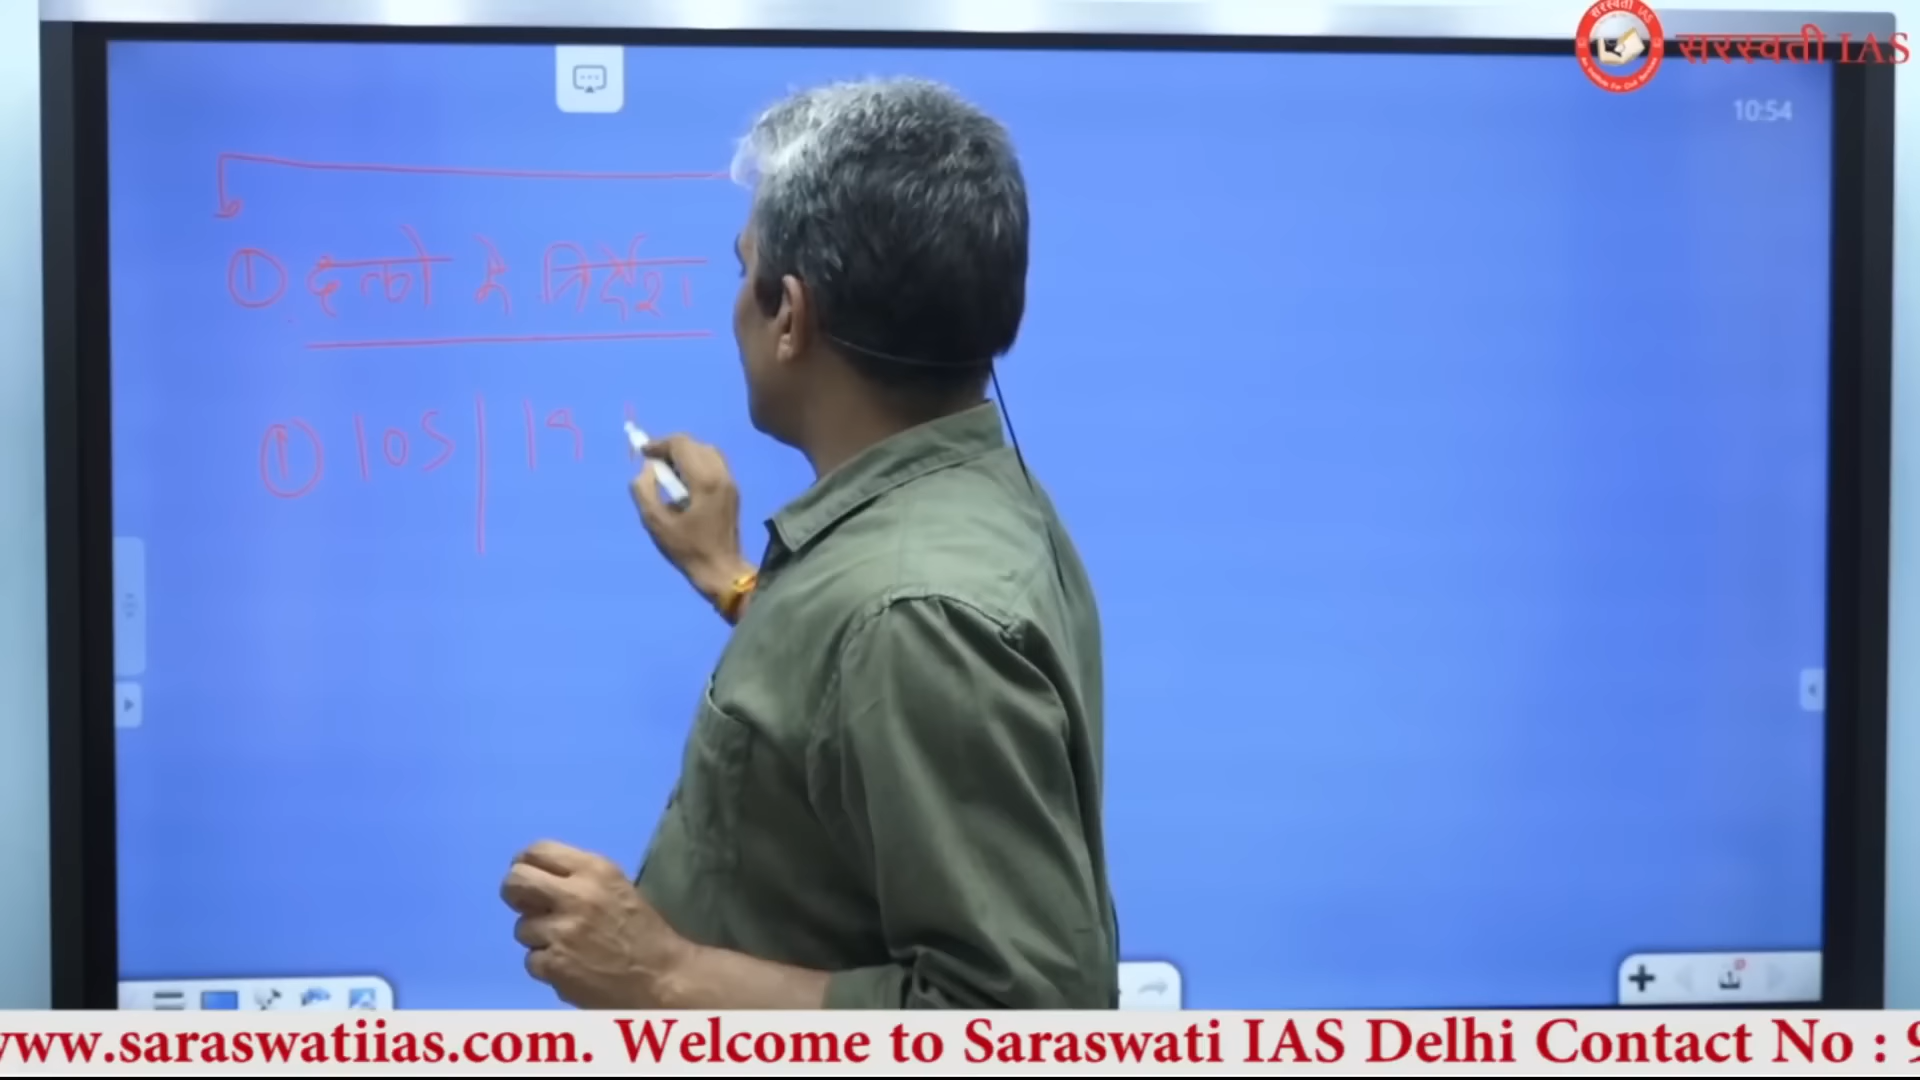 सरस्वती IAS
10:54
① दलों को निर्देश
① 105 | 19
www.saraswatiias.com. Welcome to Saraswati IAS Delhi Contact No : 9